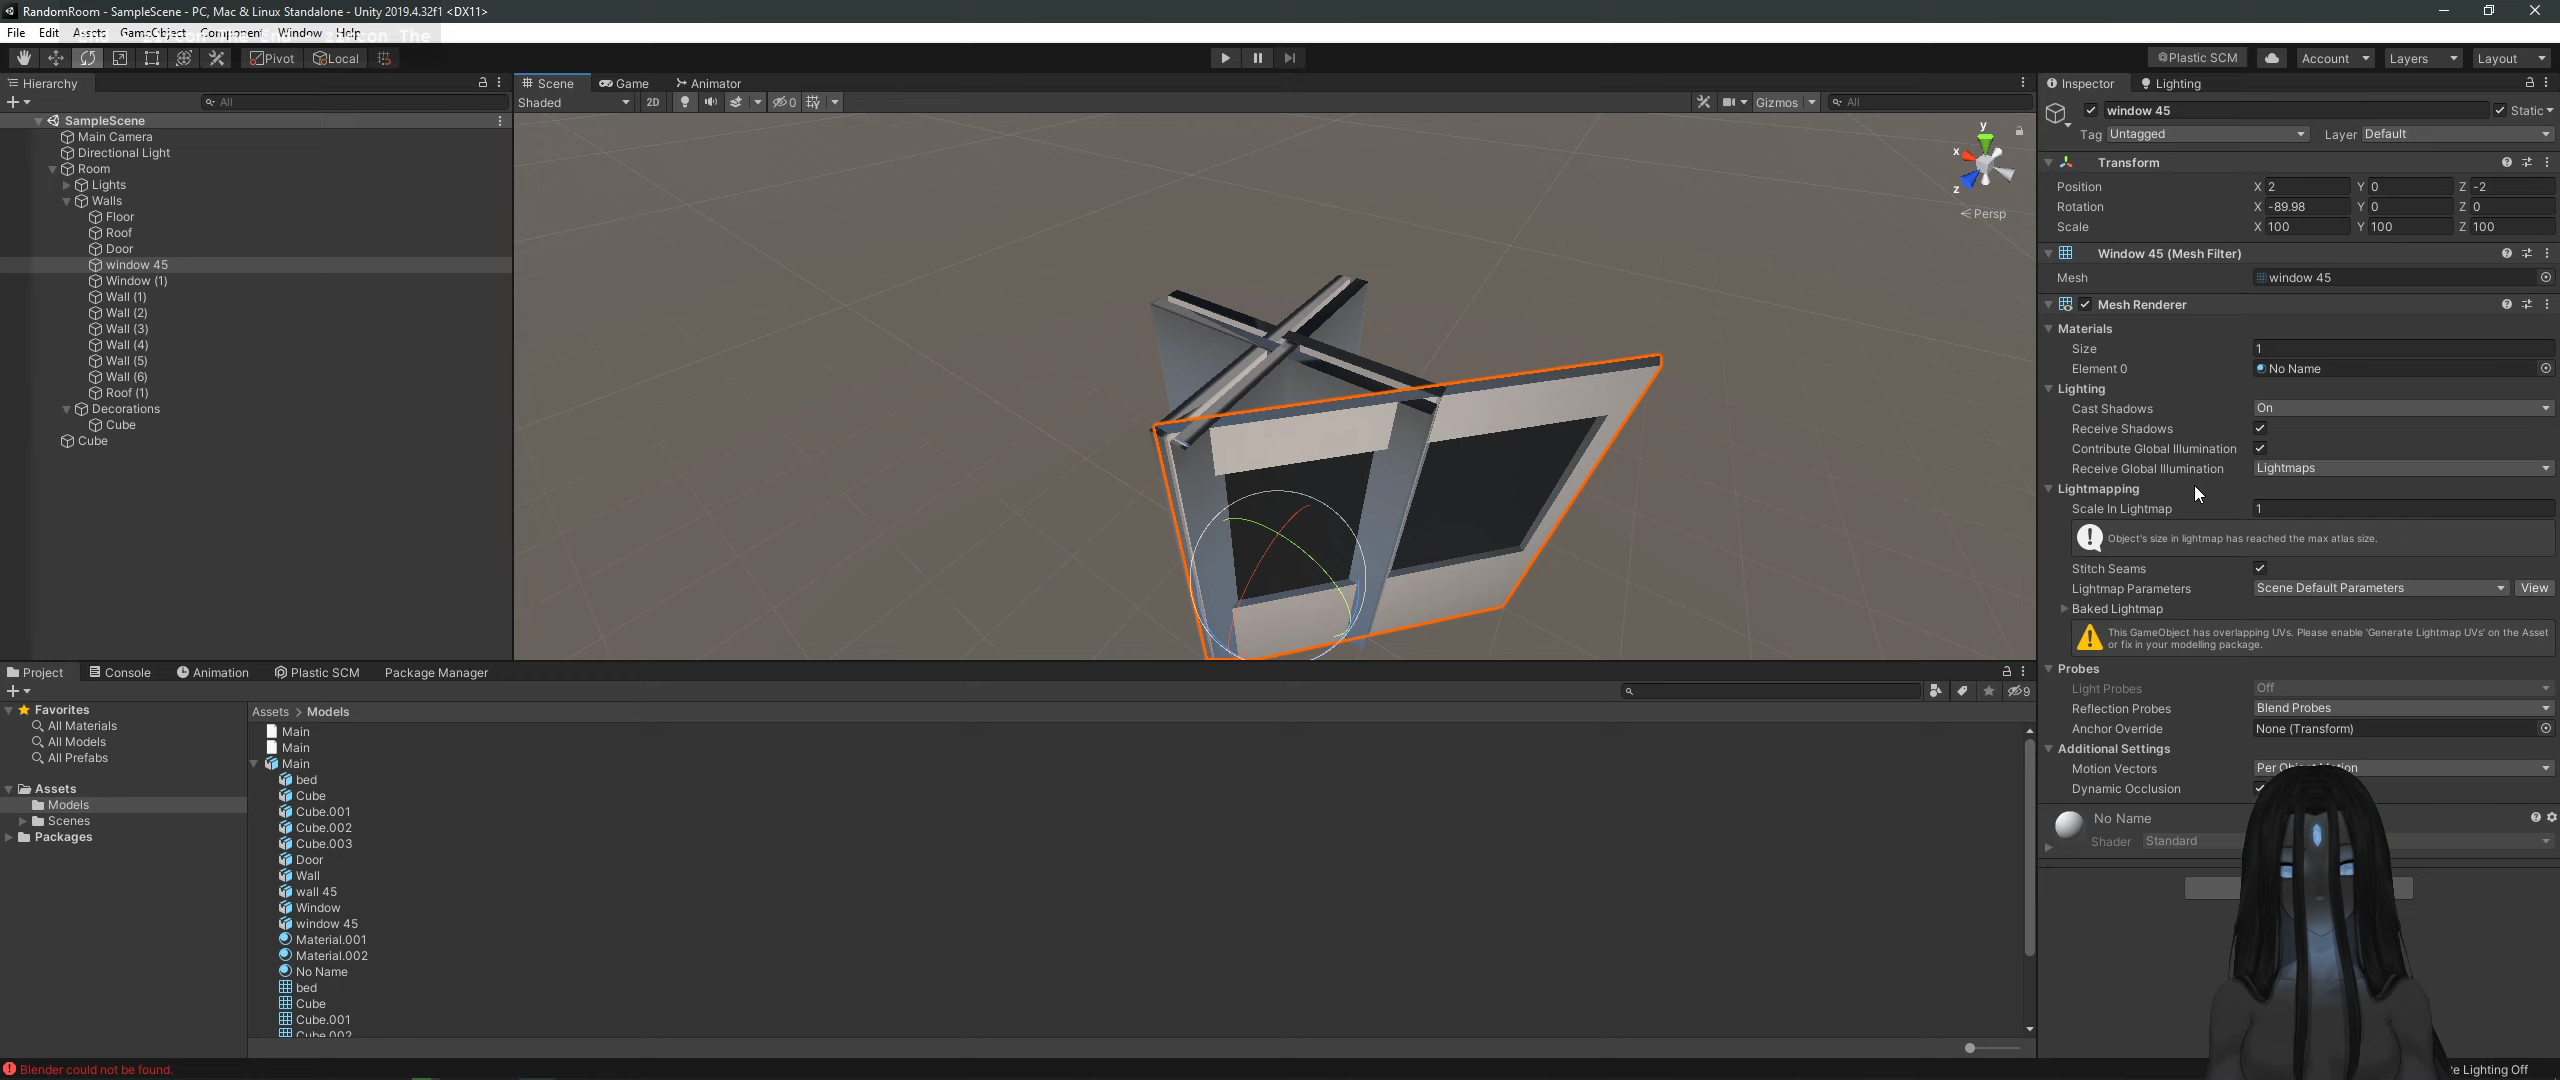 RandomRoom - SampleScene - PC, Mac & Linux Standalone - Unity 2019.4.32f1 <DX11>
File Edit Assets GameObject Component Window Help
Pivot Local
Plastic SCM Account Layers Layout
Hierarchy
All
SampleScene
Main Camera
Directional Light
Room
Lights
Walls
Floor
Roof
Door
window 45
Window (1)
Wall (1)
Wall (2)
Wall (3)
Wall (4)
Wall (5)
Wall (6)
Roof (1)
Decorations
Cube
Cube
Scene Game Animator
Shaded 2D 0 Gizmos All
y
x
z
Persp
Inspector Lighting
window 45 Static
Tag Untagged Layer Default
Transform
Position X 2 Y 0 Z -2
Rotation X -89.98 Y 0 Z 0
Scale X 100 Y 100 Z 100
Window 45 (Mesh Filter)
Mesh window 45
Mesh Renderer
Materials
Size 1
Element 0 No Name
Lighting
Cast Shadows On
Receive Shadows
Contribute Global Illumination
Receive Global Illumination Lightmaps
Lightmapping
Scale In Lightmap 1
Object's size in lightmap has reached the max atlas size.
Stitch Seams
Lightmap Parameters Scene Default Parameters View
Baked Lightmap
This GameObject has overlapping UVs. Please enable 'Generate Lightmap UVs' on the Asset
or fix in your modelling package.
Probes
Light Probes Off
Reflection Probes Blend Probes
Anchor Override None (Transform)
Additional Settings
Motion Vectors Per Object Motion
Dynamic Occlusion
No Name
Shader Standard
Project Console Animation Plastic SCM Package Manager
9
Favorites
All Materials
All Models
All Prefabs
Assets
Models
Scenes
Packages
Assets > Models
Main
Main
Main
bed
Cube
Cube.001
Cube.002
Cube.003
Door
Wall
wall 45
Window
window 45
Material.001
Material.002
No Name
bed
Cube
Cube.001
Cube.002
Blender could not be found.
Lighting Off